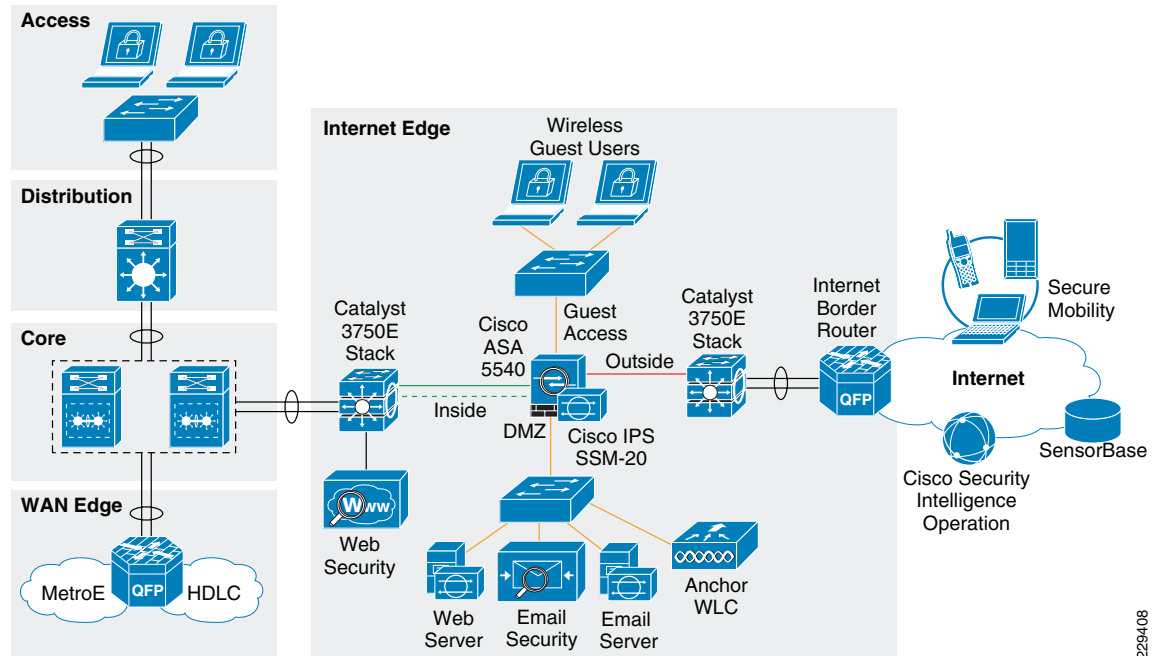 Access
Distribution
Core
WAN Edge
MetroE
QFP
HDLC
Internet Edge
Wireless
Guest Users
Guest
Access
Catalyst
3750E
Stack
Cisco
ASA
5540
Inside
Outside
DMZ
Cisco IPS
SSM-20
Catalyst
3750E
Stack
Internet
Border
Router
QFP
Www
Web
Security
Web
Server
Email
Security
Email
Server
Anchor
WLC
Secure
Mobility
Internet
SensorBase
Cisco Security
Intelligence
Operation
229408